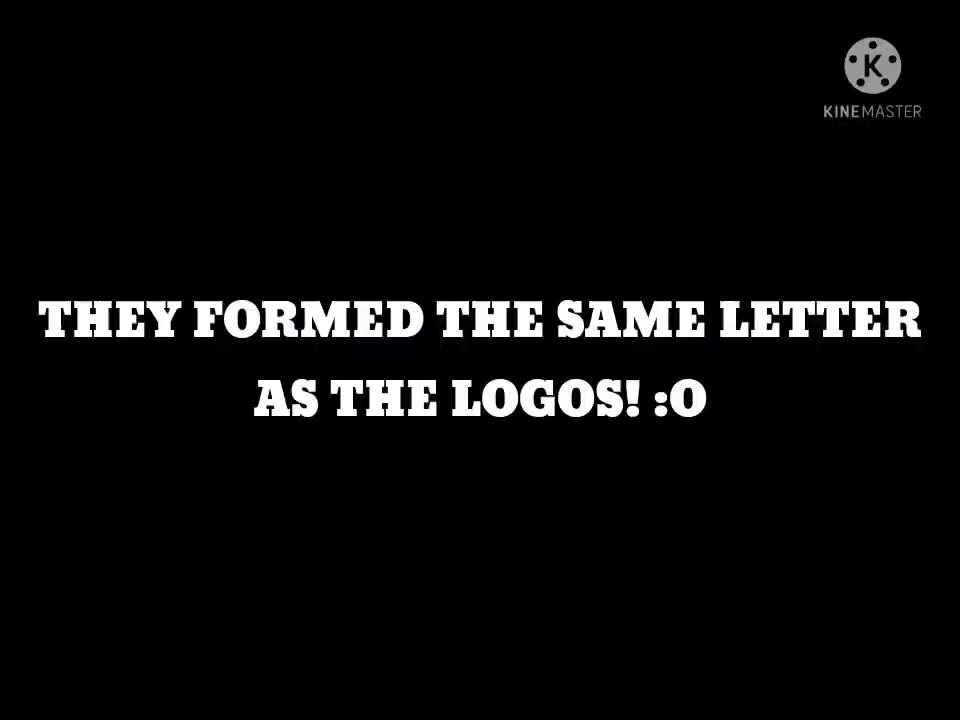 K
KINEMASTER
THEY FORMED THE SAME LETTER
AS THE LOGOS! :O